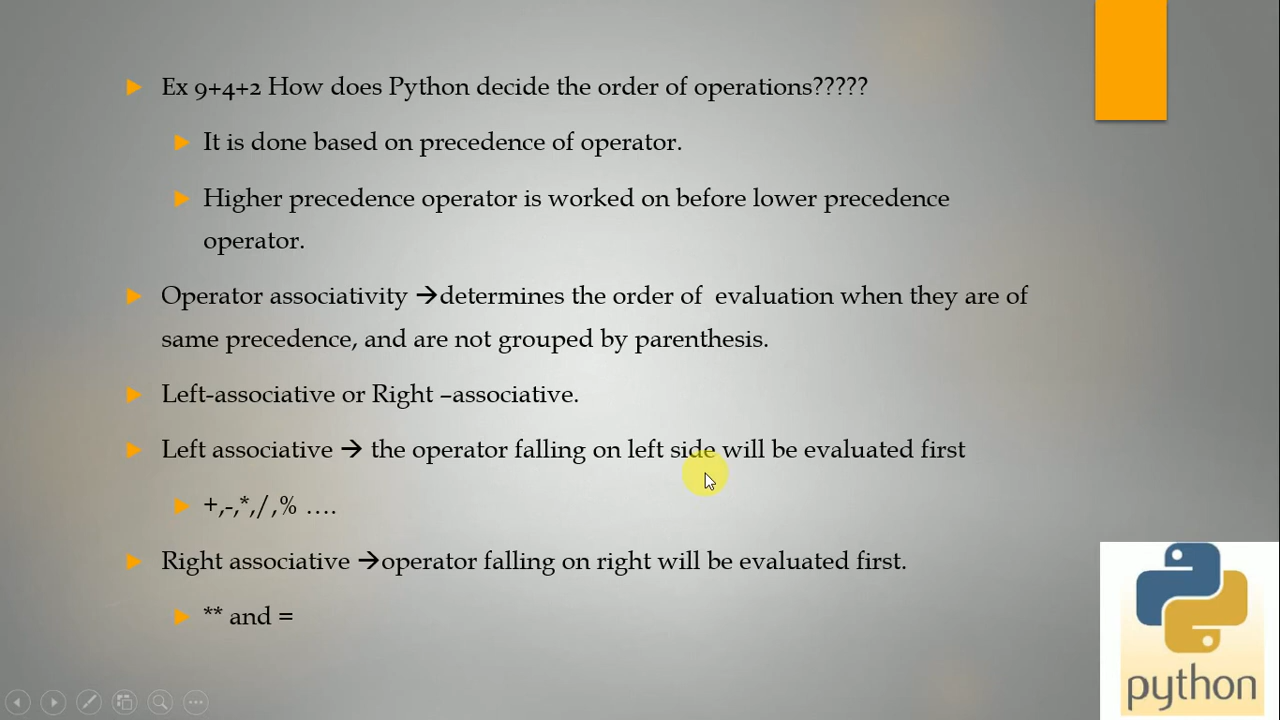 Ex 9+4+2 How does Python decide the order of operations?????
It is done based on precedence of operator.
Higher precedence operator is worked on before lower precedence
operator.
Operator associativity →determines the order of  evaluation when they are of
same precedence, and are not grouped by parenthesis.
Left-associative or Right –associative.
Left associative → the operator falling on left side will be evaluated first
+,-,*,/,% ….
Right associative →operator falling on right will be evaluated first.
** and =
python